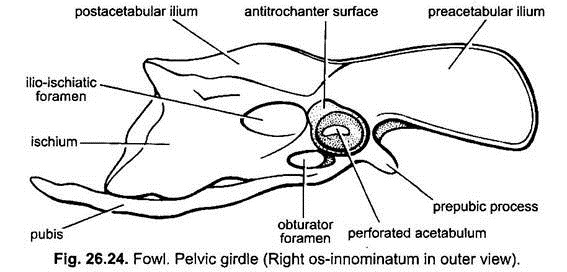 postacetabular ilium
antitrochanter surface
preacetabular ilium
ilio-ischiatic
foramen
ischium
pubis
obturator
foramen
perforated acetabulum
prepubic process
Fig. 26.24. Fowl. Pelvic girdle (Right os-innominatum in outer view).